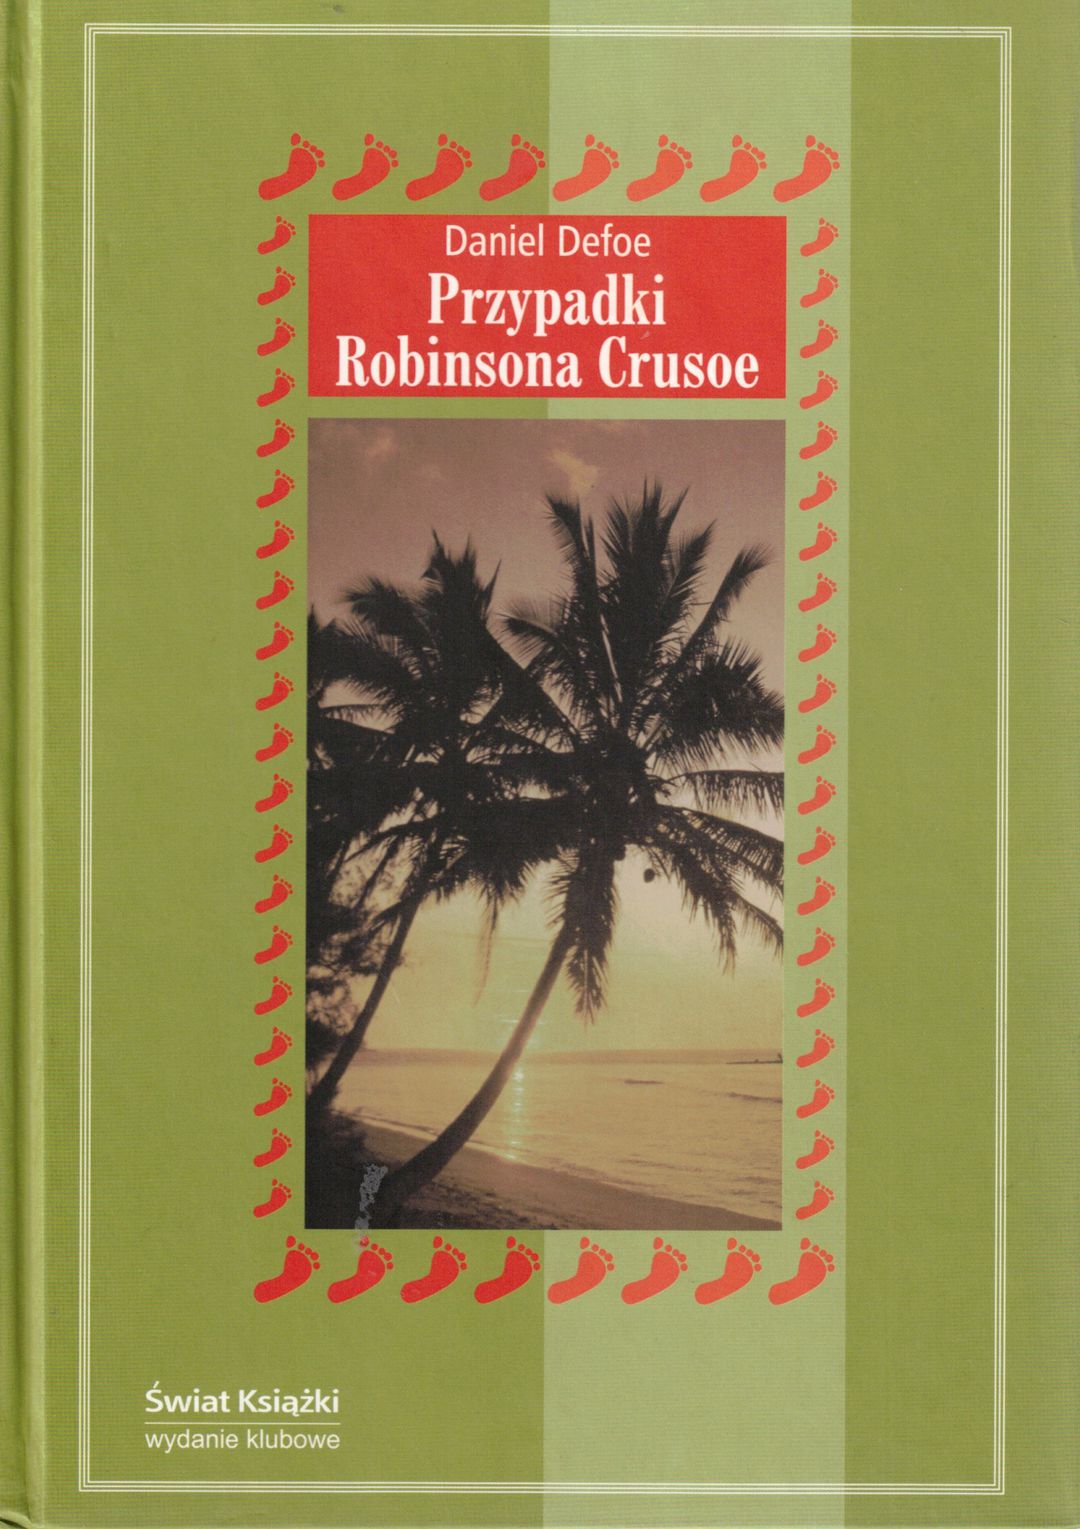 Daniel Defoe
Przypadki
Robinsona Crusoe
Świat Książki
wydanie klubowe